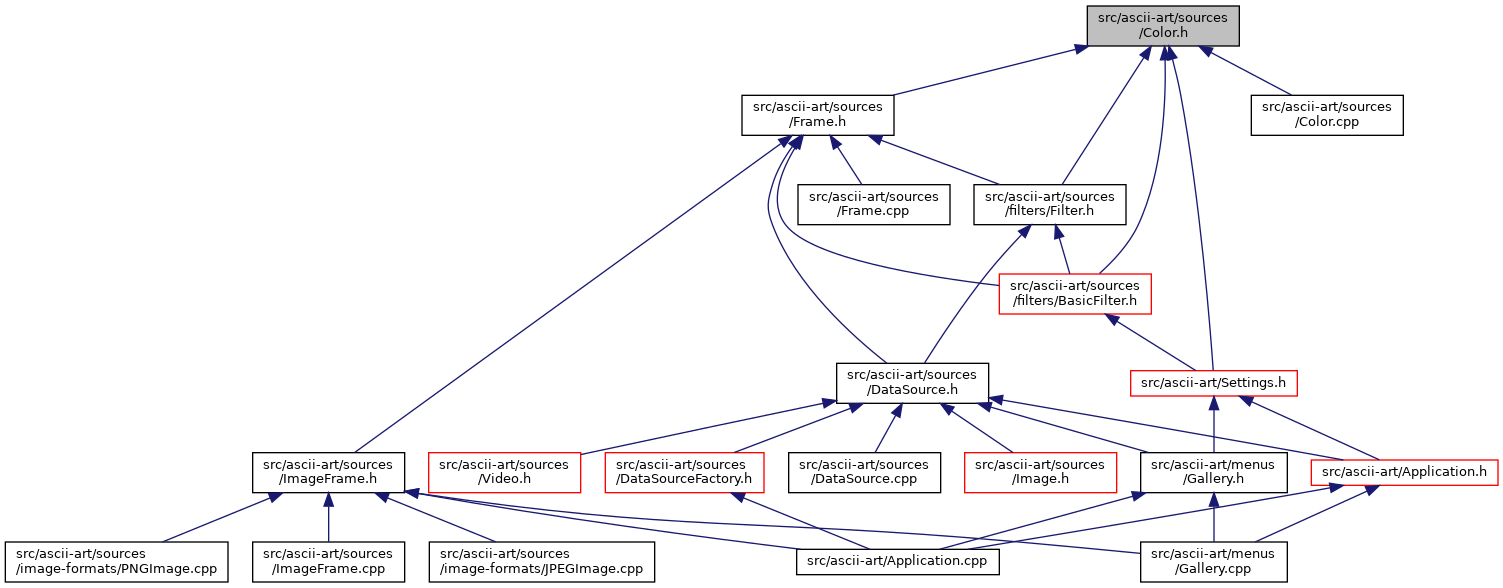 src/ascii-art/sources
/Color.h
src/ascii-art/sources
/Frame.h
src/ascii-art/sources
/Color.cpp
src/ascii-art/sources
/Frame.cpp
src/ascii-art/sources
/filters/Filter.h
src/ascii-art/sources
/filters/BasicFilter.h
src/ascii-art/sources
/DataSource.h
src/ascii-art/Settings.h
src/ascii-art/sources
/ImageFrame.h
src/ascii-art/sources
/Video.h
src/ascii-art/sources
/DataSourceFactory.h
src/ascii-art/sources
/DataSource.cpp
src/ascii-art/sources
/Image.h
src/ascii-art/menus
/Gallery.h
src/ascii-art/Application.h
src/ascii-art/sources
/image-formats/PNGImage.cpp
src/ascii-art/sources
/ImageFrame.cpp
src/ascii-art/sources
/image-formats/JPEGImage.cpp
src/ascii-art/Application.cpp
src/ascii-art/menus
/Gallery.cpp